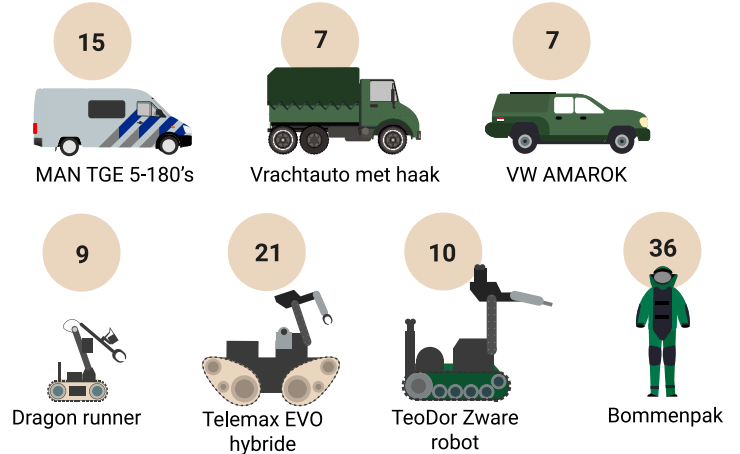 15
7
7
MAN TGE 5-180’s
Vrachtauto met haak
VW AMAROK
9
21
10
36
Dragon runner
Telemax EVO
hybride
TeoDor Zware
robot
Bommenpak